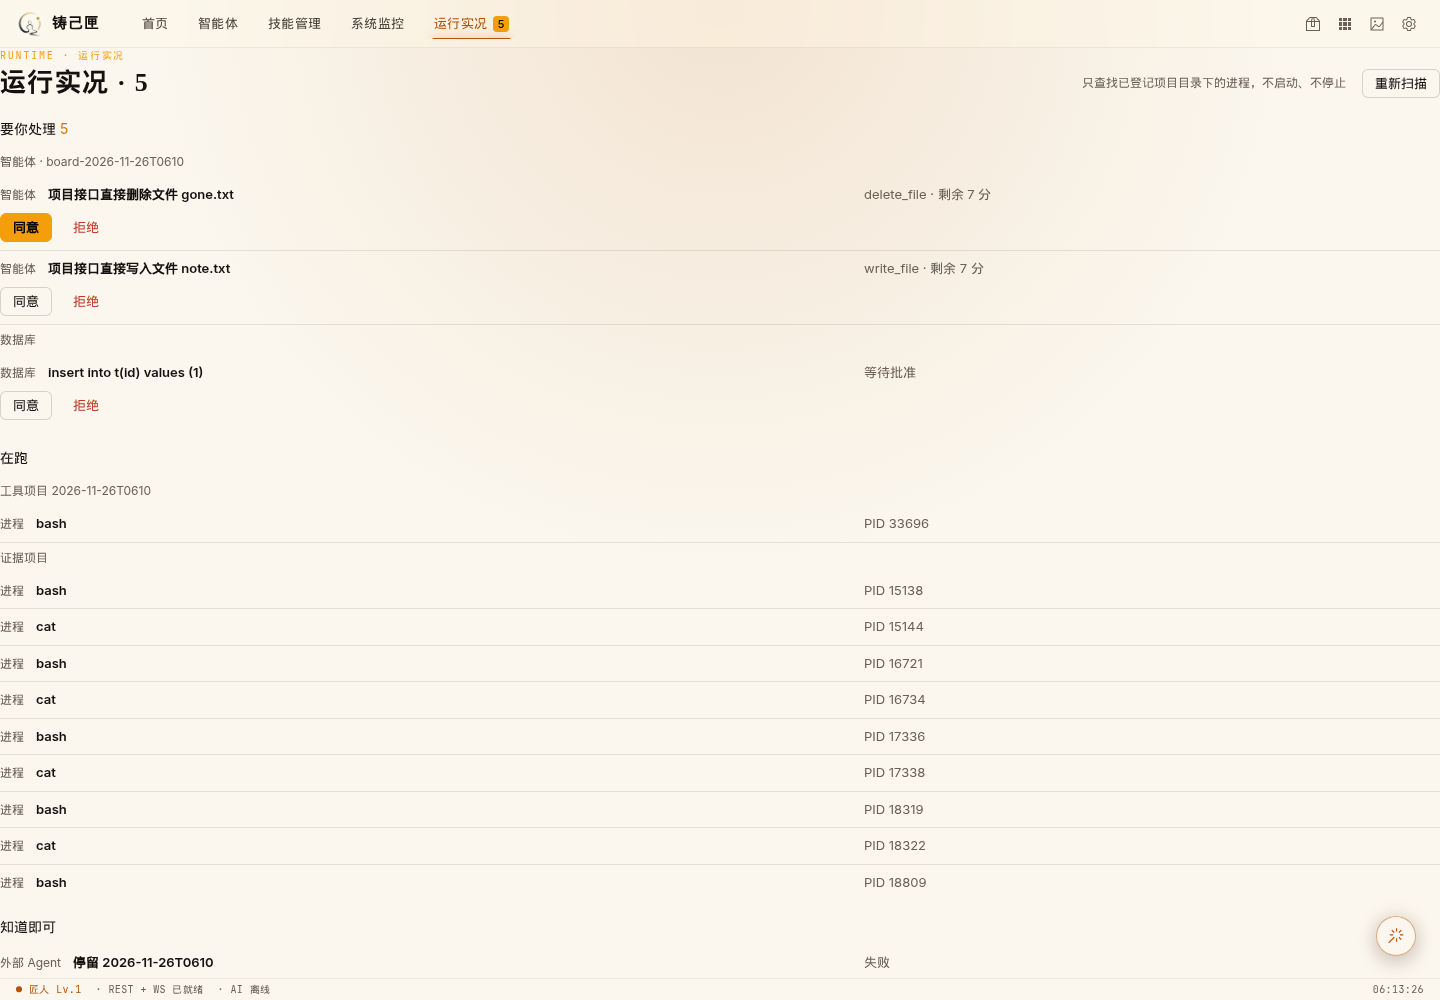 铸己匣 首页 智能体 技能管理 系统监控 运行实况 5
RUNTIME · 运行实况
运行实况 · 5
只查找已登记项目目录下的进程，不启动、不停止 重新扫描
要你处理 5
智能体 · board-2026-11-26T0610
智能体 项目接口直接删除文件 gone.txt delete_file · 剩余 7 分
同意 拒绝
智能体 项目接口直接写入文件 note.txt write_file · 剩余 7 分
同意 拒绝
数据库
数据库 insert into t(id) values (1) 等待批准
同意 拒绝
在跑
工具项目 2026-11-26T0610
进程 bash PID 33696
证据项目
进程 bash PID 15138
进程 cat PID 15144
进程 bash PID 16721
进程 cat PID 16734
进程 bash PID 17336
进程 cat PID 17338
进程 bash PID 18319
进程 cat PID 18322
进程 bash PID 18809
知道即可
外部 Agent 停留 2026-11-26T0610 失败
匠人 Lv.1 · REST + WS 已就绪 · AI 离线 06:13:26